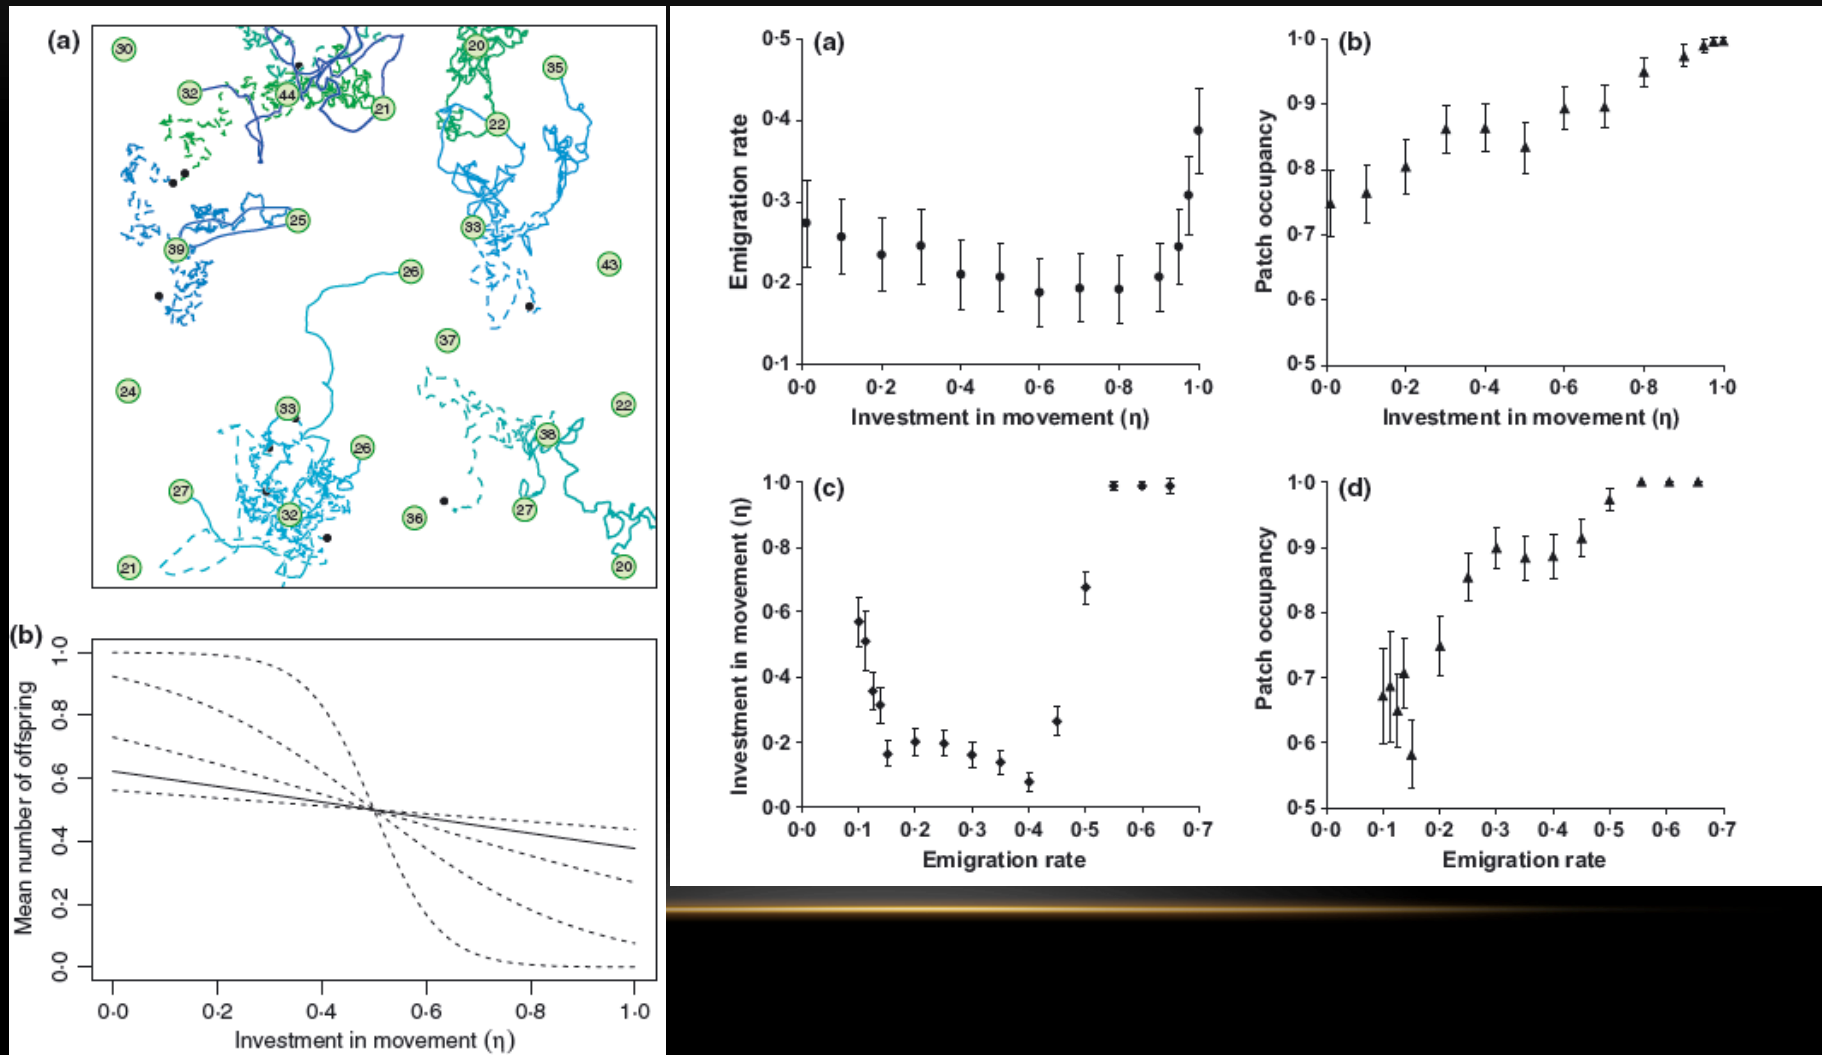 (a)
30
20
35
32
44
21
22
25
33
39
26
43
37
24
33
22
38
26
27
32
36
27
21
20
(b)
Mean number of offspring
1·0
0·8
0·6
0·4
0·2
0·0
0·0 0·2 0·4 0·6 0·8 1·0
Investment in movement (η)
(a)
Emigration rate
0·5
0·4
0·3
0·2
0·1
0·0 0·2 0·4 0·6 0·8 1·0
Investment in movement (η)
(b)
Patch occupancy
1·0
0·9
0·8
0·7
0·6
0·5
0·0 0·2 0·4 0·6 0·8 1·0
Investment in movement (η)
(c)
Investment in movement (η)
1·0
0·8
0·6
0·4
0·2
0·0
0·0 0·1 0·2 0·3 0·4 0·5 0·6 0·7
Emigration rate
(d)
Patch occupancy
1·0
0·9
0·8
0·7
0·6
0·5
0·0 0·1 0·2 0·3 0·4 0·5 0·6 0·7
Emigration rate